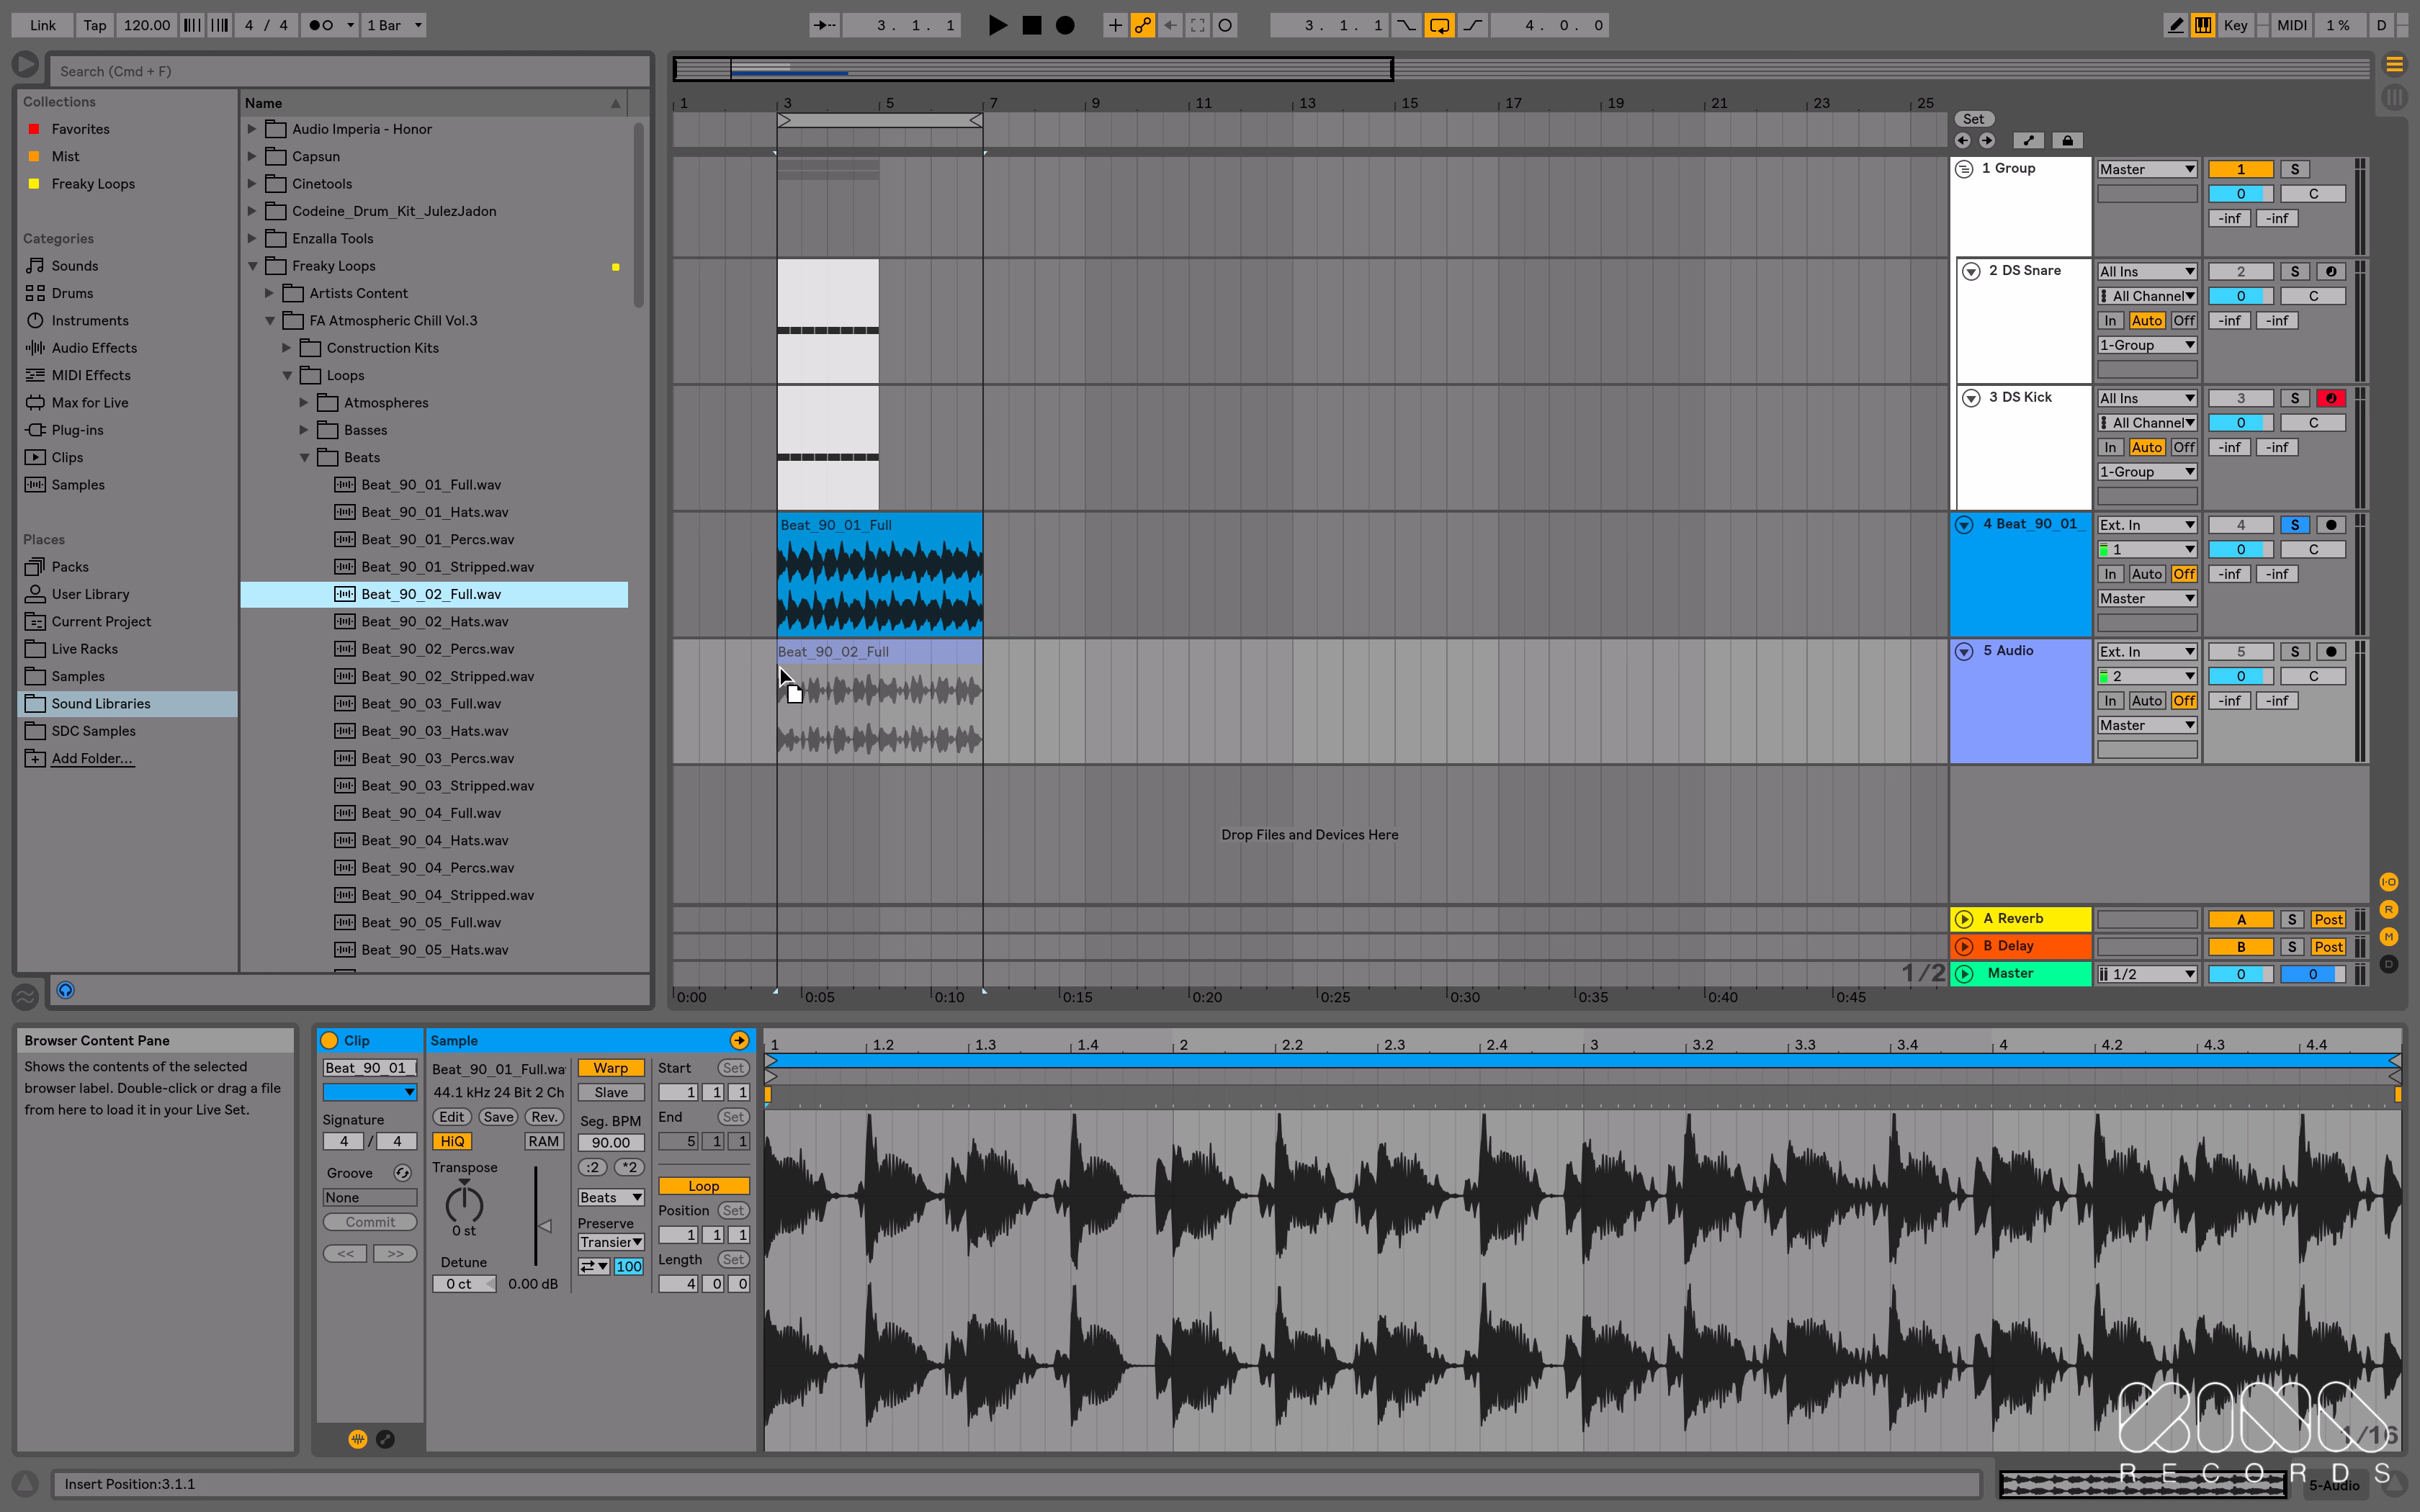 Link Tap 120.00 4 / 4 1 Bar 3. 1. 1 3. 1. 1 4. 0. 0 Key MIDI 1 % D
Search (Cmd + F)
Collections
Favorites
Mist
Freaky Loops
Categories
Sounds
Drums
Instruments
Audio Effects
MIDI Effects
Max for Live
Plug-ins
Clips
Samples
Places
Packs
User Library
Current Project
Live Racks
Samples
Sound Libraries
SDC Samples
Add Folder...
Name
Audio Imperia - Honor
Capsun
Cinetools
Codeine_Drum_Kit_JulezJadon
Enzalla Tools
Freaky Loops
Artists Content
FA Atmospheric Chill Vol.3
Construction Kits
Loops
Atmospheres
Basses
Beats
Beat_90_01_Full.wav
Beat_90_01_Hats.wav
Beat_90_01_Percs.wav
Beat_90_01_Stripped.wav
Beat_90_02_Full.wav
Beat_90_02_Hats.wav
Beat_90_02_Percs.wav
Beat_90_02_Stripped.wav
Beat_90_03_Full.wav
Beat_90_03_Hats.wav
Beat_90_03_Percs.wav
Beat_90_03_Stripped.wav
Beat_90_04_Full.wav
Beat_90_04_Hats.wav
Beat_90_04_Percs.wav
Beat_90_04_Stripped.wav
Beat_90_05_Full.wav
Beat_90_05_Hats.wav
1 3 5 7 9 11 13 15 17 19 21 23 25
Set
1 Group Master 1 S
0 C
-inf -inf
2 DS Snare All Ins 2 S
All Channel 0 C
In Auto Off -inf -inf
1-Group
3 DS Kick All Ins 3 S
All Channel 0 C
In Auto Off -inf -inf
1-Group
Beat_90_01_Full
4 Beat_90_01_ Ext. In 4 S
1 0 C
In Auto Off -inf -inf
Master
Beat_90_02_Full
5 Audio Ext. In 5 S
2 0 C
In Auto Off -inf -inf
Master
Drop Files and Devices Here
I·O
R
M
D
A Reverb A S Post
B Delay B S Post
1/2 Master 1/2 0 0
0:00 0:05 0:10 0:15 0:20 0:25 0:30 0:35 0:40 0:45
Browser Content Pane
Shows the contents of the selected
browser label. Double-click or drag a file
from here to load it in your Live Set.
Clip
Beat_90_01
Signature
4 / 4
Groove
None
Commit
<< >>
Sample
Beat_90_01_Full.wa
44.1 kHz 24 Bit 2 Ch
Edit Save Rev.
HiQ RAM
Transpose
0 st
Detune
0 ct 0.00 dB
Warp
Slave
Seg. BPM
90.00
:2 *2
Beats
Preserve
Transier
100
Start Set
1 1 1
End Set
5 1 1
Loop
Position Set
1 1 1
Length Set
4 0 0
1 1.2 1.3 1.4 2 2.2 2.3 2.4 3 3.2 3.3 3.4 4 4.2 4.3 4.4
1/16
RECORDS
Insert Position:3.1.1
5-Audio